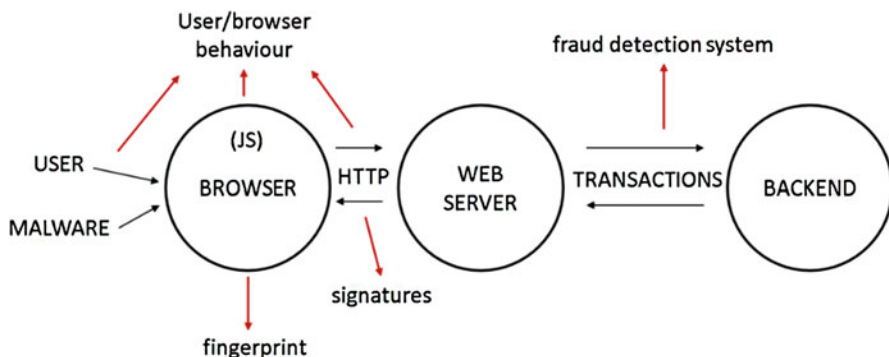 User/browser
behaviour
fraud detection system
(JS)
USER
BROWSER
HTTP
WEB
SERVER
TRANSACTIONS
BACKEND
MALWARE
signatures
fingerprint